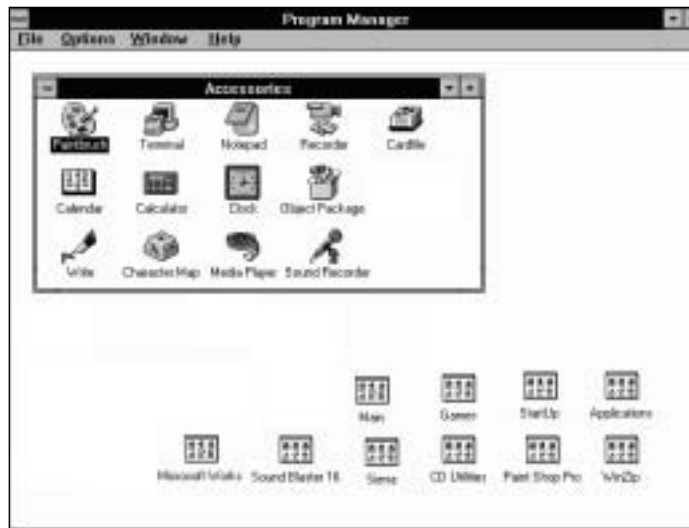 Program Manager
File Options Window Help
Accessories
Paintbrush Terminal Notepad Recorder Cardfile
Calendar Calculator Clock Object Package
Write Character Map Media Player Sound Recorder
Main Games StartUp Applications
Microsoft Works Sound Blaster 16 Sierra CD Utilities Paint Shop Pro WinZip